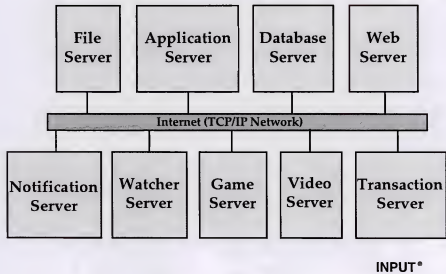 File
Server
Application
Server
Database
Server
Web
Server
Internet (TCP/IP Network)
Notification
Server
Watcher
Server
Game
Server
Video
Server
Transaction
Server
INPUT®